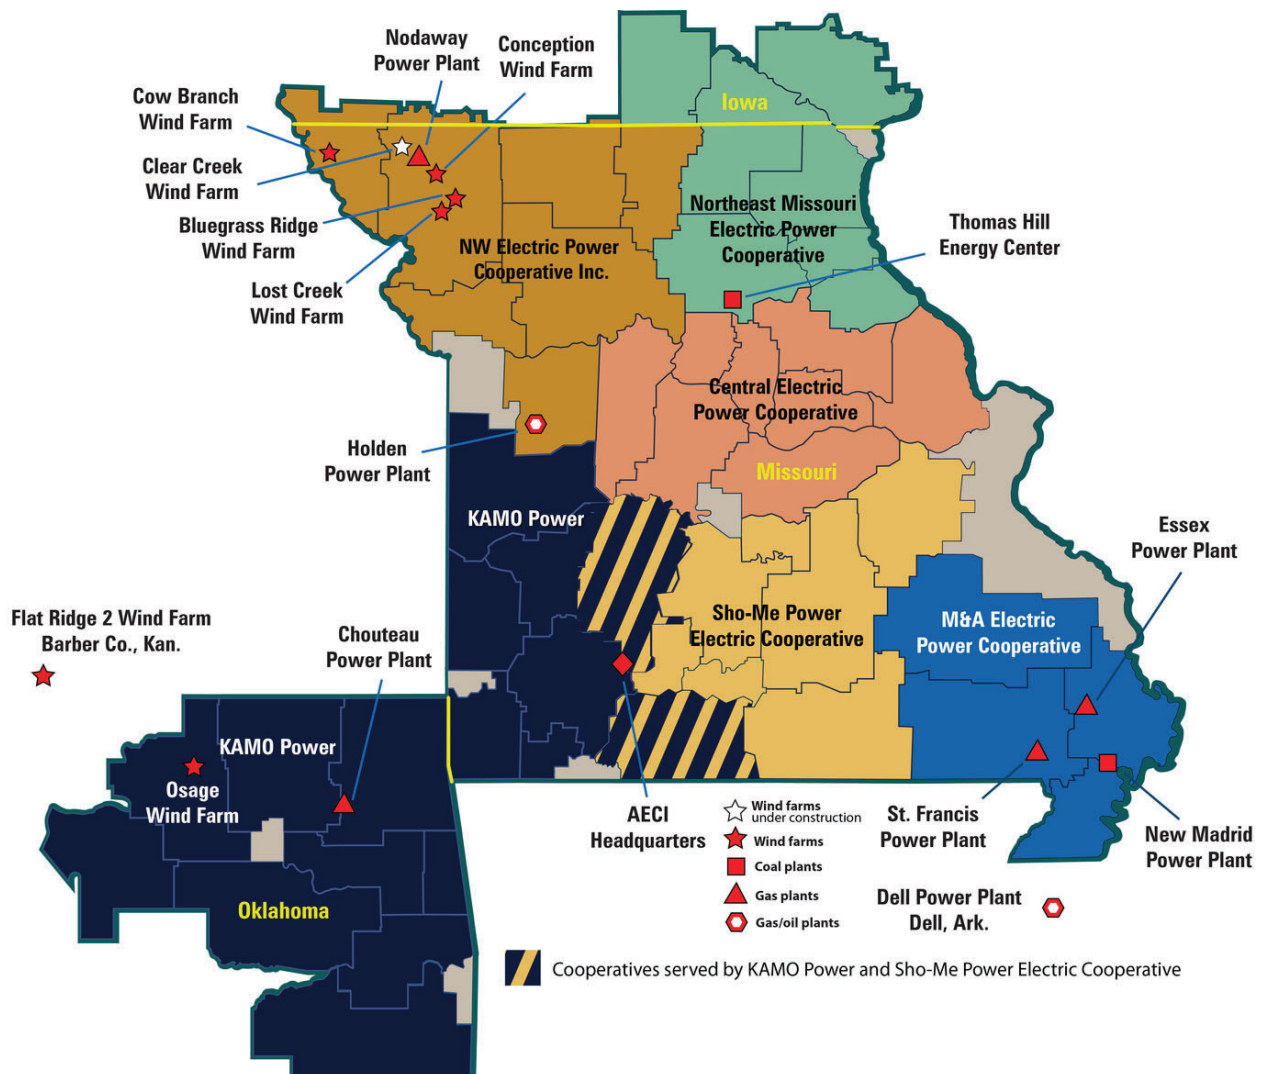 Nodaway
Power Plant
Conception
Wind Farm
Cow Branch
Wind Farm
Iowa
Clear Creek
Wind Farm
Bluegrass Ridge
Wind Farm
Northeast Missouri
Electric Power
Cooperative
Thomas Hill
Energy Center
NW Electric Power
Cooperative Inc.
Lost Creek
Wind Farm
Central Electric
Power Cooperative
Holden
Power Plant
Missouri
KAMO Power
Essex
Power Plant
Flat Ridge 2 Wind Farm
Barber Co., Kan.
Chouteau
Power Plant
Sho-Me Power
Electric Cooperative
M&A Electric
Power Cooperative
KAMO Power
Osage
Wind Farm
AECI
Headquarters
Wind farms
under construction
Wind farms
Coal plants
Gas plants
Gas/oil plants
St. Francis
Power Plant
New Madrid
Power Plant
Dell Power Plant
Dell, Ark.
Oklahoma
Cooperatives served by KAMO Power and Sho-Me Power Electric Cooperative